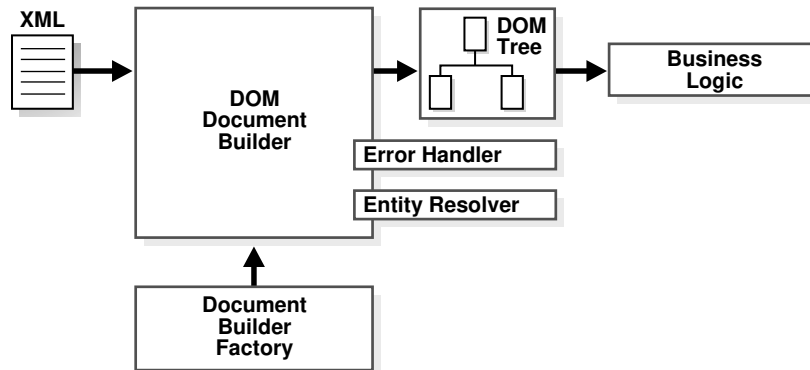 XML
DOM
Document
Builder
DOM
Tree
Business
Logic
Error Handler
Entity Resolver
Document
Builder
Factory